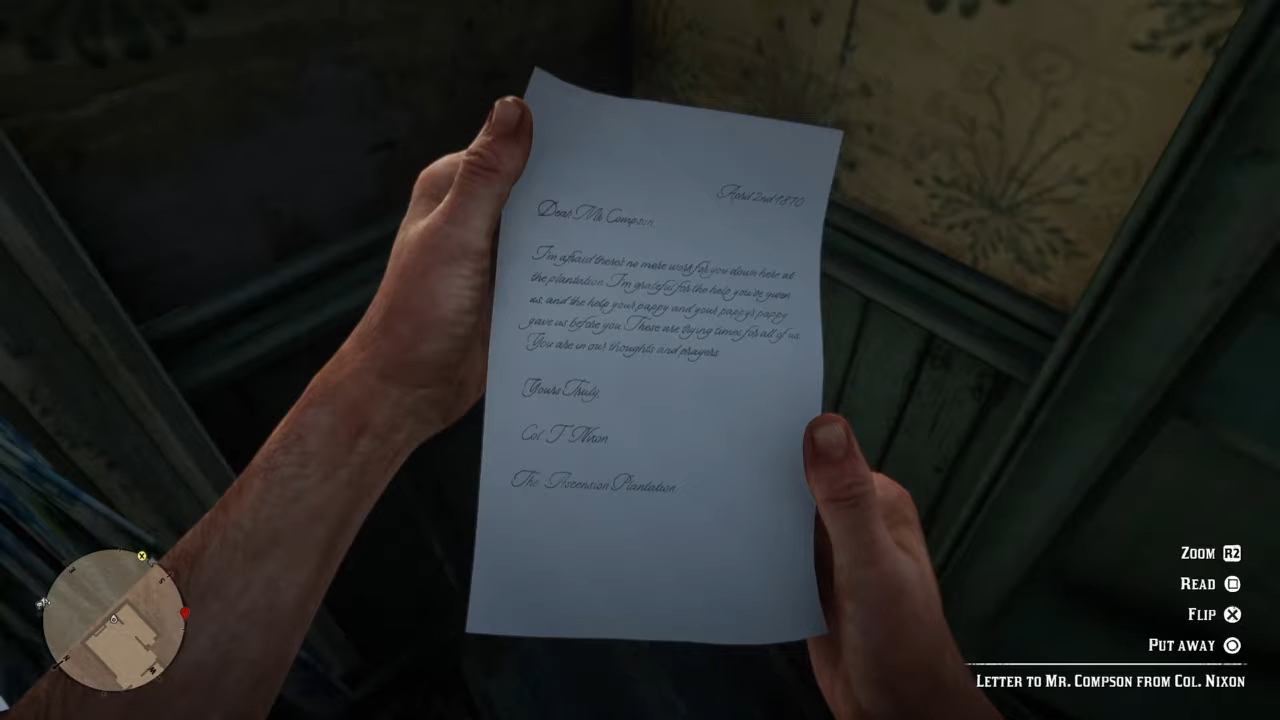 April 2nd 1870
Dear Mr Compson,
I'm afraid there's no more work for you down here at
the plantation. I'm grateful for the help you've given
us, and the help your pappy and your pappy's pappy
gave us before you. These are trying times for all of us.
You are in our thoughts and prayers.
Yours Truly,
Col. T Nixon
The Ascension Plantation
ZOOM R2
READ
FLIP
PUT AWAY
LETTER TO MR. COMPSON FROM COL. NIXON